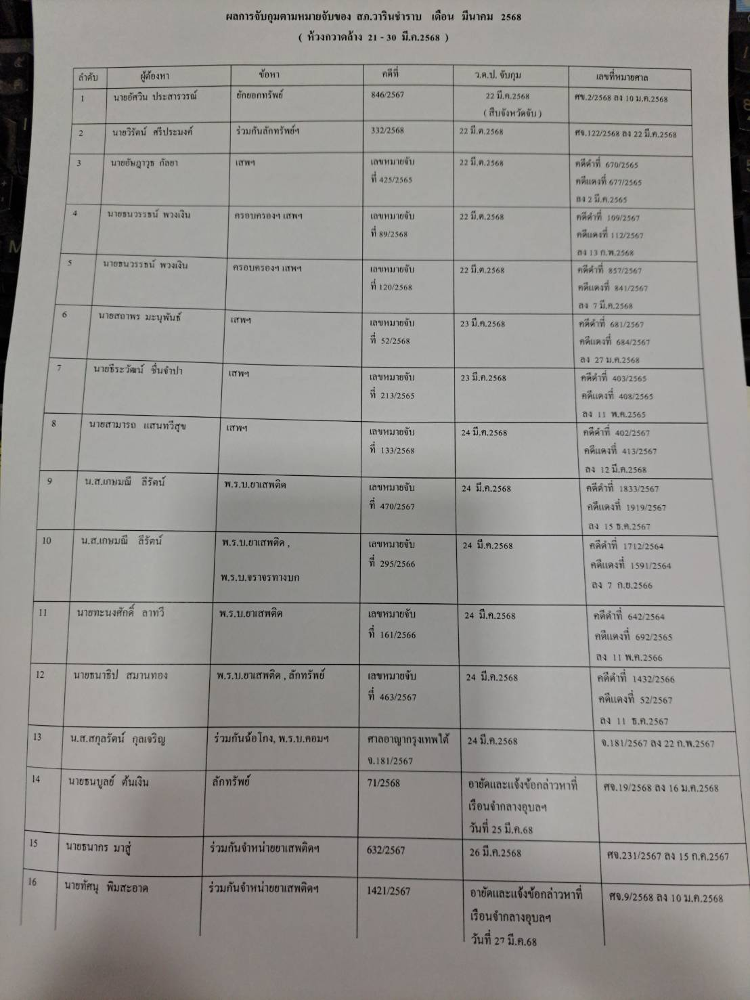 ผลการจับกุมตามหมายจับของ สภ.วารินชำราบ เดือน มีนาคม 2568
( ห้วงกวาดล้าง 21 - 30 มี.ค.2568 )
ลำดับ ผู้ต้องหา ข้อหา คดีที่ ว.ด.ป. จับกุม เลขที่หมายศาล
1 นายอัศวิน ประสารวรณ์ ยักยอกทรัพย์ 846/2567 22 มี.ค.2568 ศข.2/2568 ลง 10 ม.ค.2568
( สืบจังหวัดจับ )
2 นายวิรัตน์ ศรีประมงค์ ร่วมกันลักทรัพย์ฯ 332/2568 22 มี.ค.2568 ศจ.122/2568 ลง 22 มี.ค.2568
3 นายอัษฎาวุธ กัลยา เสพฯ เลขหมายจับ 22 มี.ค.2568 คดีดำที่ 670/2565
ที่ 425/2565 คดีแดงที่ 677/2565
ลง 2 มี.ค.2565
4 นายธนวรรธน์ พวงเงิน ครอบครองฯ เสพฯ เลขหมายจับ 22 มี.ค.2568 คดีดำที่ 109/2567
ที่ 89/2568 คดีแดงที่ 112/2567
ลง 13 ก.พ.2568
5 นายธนวรรธน์ พวงเงิน ครอบครองฯ เสพฯ เลขหมายจับ 22 มี.ค.2568 คดีดำที่ 857/2567
ที่ 120/2568 คดีแดงที่ 841/2567
ลง 7 มี.ค.2568
6 นายสถาพร มะนุพันธ์ เสพฯ เลขหมายจับ 23 มี.ค.2568 คดีดำที่ 681/2567
ที่ 52/2568 คดีแดงที่ 684/2567
ลง 27 ม.ค.2568
7 นายธีระวัฒน์ ชื่นจำปา เสพฯ เลขหมายจับ 23 มี.ค.2568 คดีดำที่ 403/2565
ที่ 213/2565 คดีแดงที่ 408/2565
ลง 11 พ.ค.2565
8 นายสามารถ แสนทวีสุข เสพฯ เลขหมายจับ 24 มี.ค.2568 คดีดำที่ 402/2567
ที่ 133/2568 คดีแดงที่ 413/2567
ลง 12 มี.ค.2568
9 น.ส.เกษมณี ลีรัตน์ พ.ร.บ.ยาเสพติด เลขหมายจับ 24 มี.ค.2568 คดีดำที่ 1833/2567
ที่ 470/2567 คดีแดงที่ 1919/2567
ลง 15 ธ.ค.2567
10 น.ส.เกษมณี ลีรัตน์ พ.ร.บ.ยาเสพติด , เลขหมายจับ 24 มี.ค.2568 คดีดำที่ 1712/2564
ที่ 295/2566 คดีแดงที่ 1591/2564
พ.ร.บ.จราจรทางบก ลง 7 ก.ย.2566
11 นายทะนงศักดิ์ ลาทวี พ.ร.บ.ยาเสพติด เลขหมายจับ 24 มี.ค.2568 คดีดำที่ 642/2564
ที่ 161/2566 คดีแดงที่ 692/2565
ลง 11 พ.ค.2566
12 นายธนาธิป สมานทอง พ.ร.บ.ยาเสพติด , ลักทรัพย์ เลขหมายจับ 24 มี.ค.2568 คดีดำที่ 1432/2566
ที่ 463/2567 คดีแดงที่ 52/2567
ลง 11 ธ.ค.2567
13 น.ส.สกุลรัตน์ กุลเจริญ ร่วมกันฉ้อโกง, พ.ร.บ.คอมฯ ศาลอาญากรุงเทพใต้ 24 มี.ค.2568 จ.181/2567 ลง 22 ก.พ.2567
จ.181/2567
14 นายธนบูลย์ ต้นเงิน ลักทรัพย์ 71/2568 อายัดและแจ้งข้อกล่าวหาที่ ศจ.19/2568 ลง 16 ม.ค.2568
เรือนจำกลางอุบลฯ
วันที่ 25 มี.ค.68
15 นายธนากร มาสู่ ร่วมกันจำหน่ายยาเสพติดฯ 632/2567 26 มี.ค.2568 ศจ.231/2567 ลง 15 ก.ค.2567
16 นายทัศนุ พิมสะอาด ร่วมกันจำหน่ายยาเสพติดฯ 1421/2567 อายัดและแจ้งข้อกล่าวหาที่ ศจ.9/2568 ลง 10 ม.ค.2568
เรือนจำกลางอุบลฯ
วันที่ 27 มี.ค.68